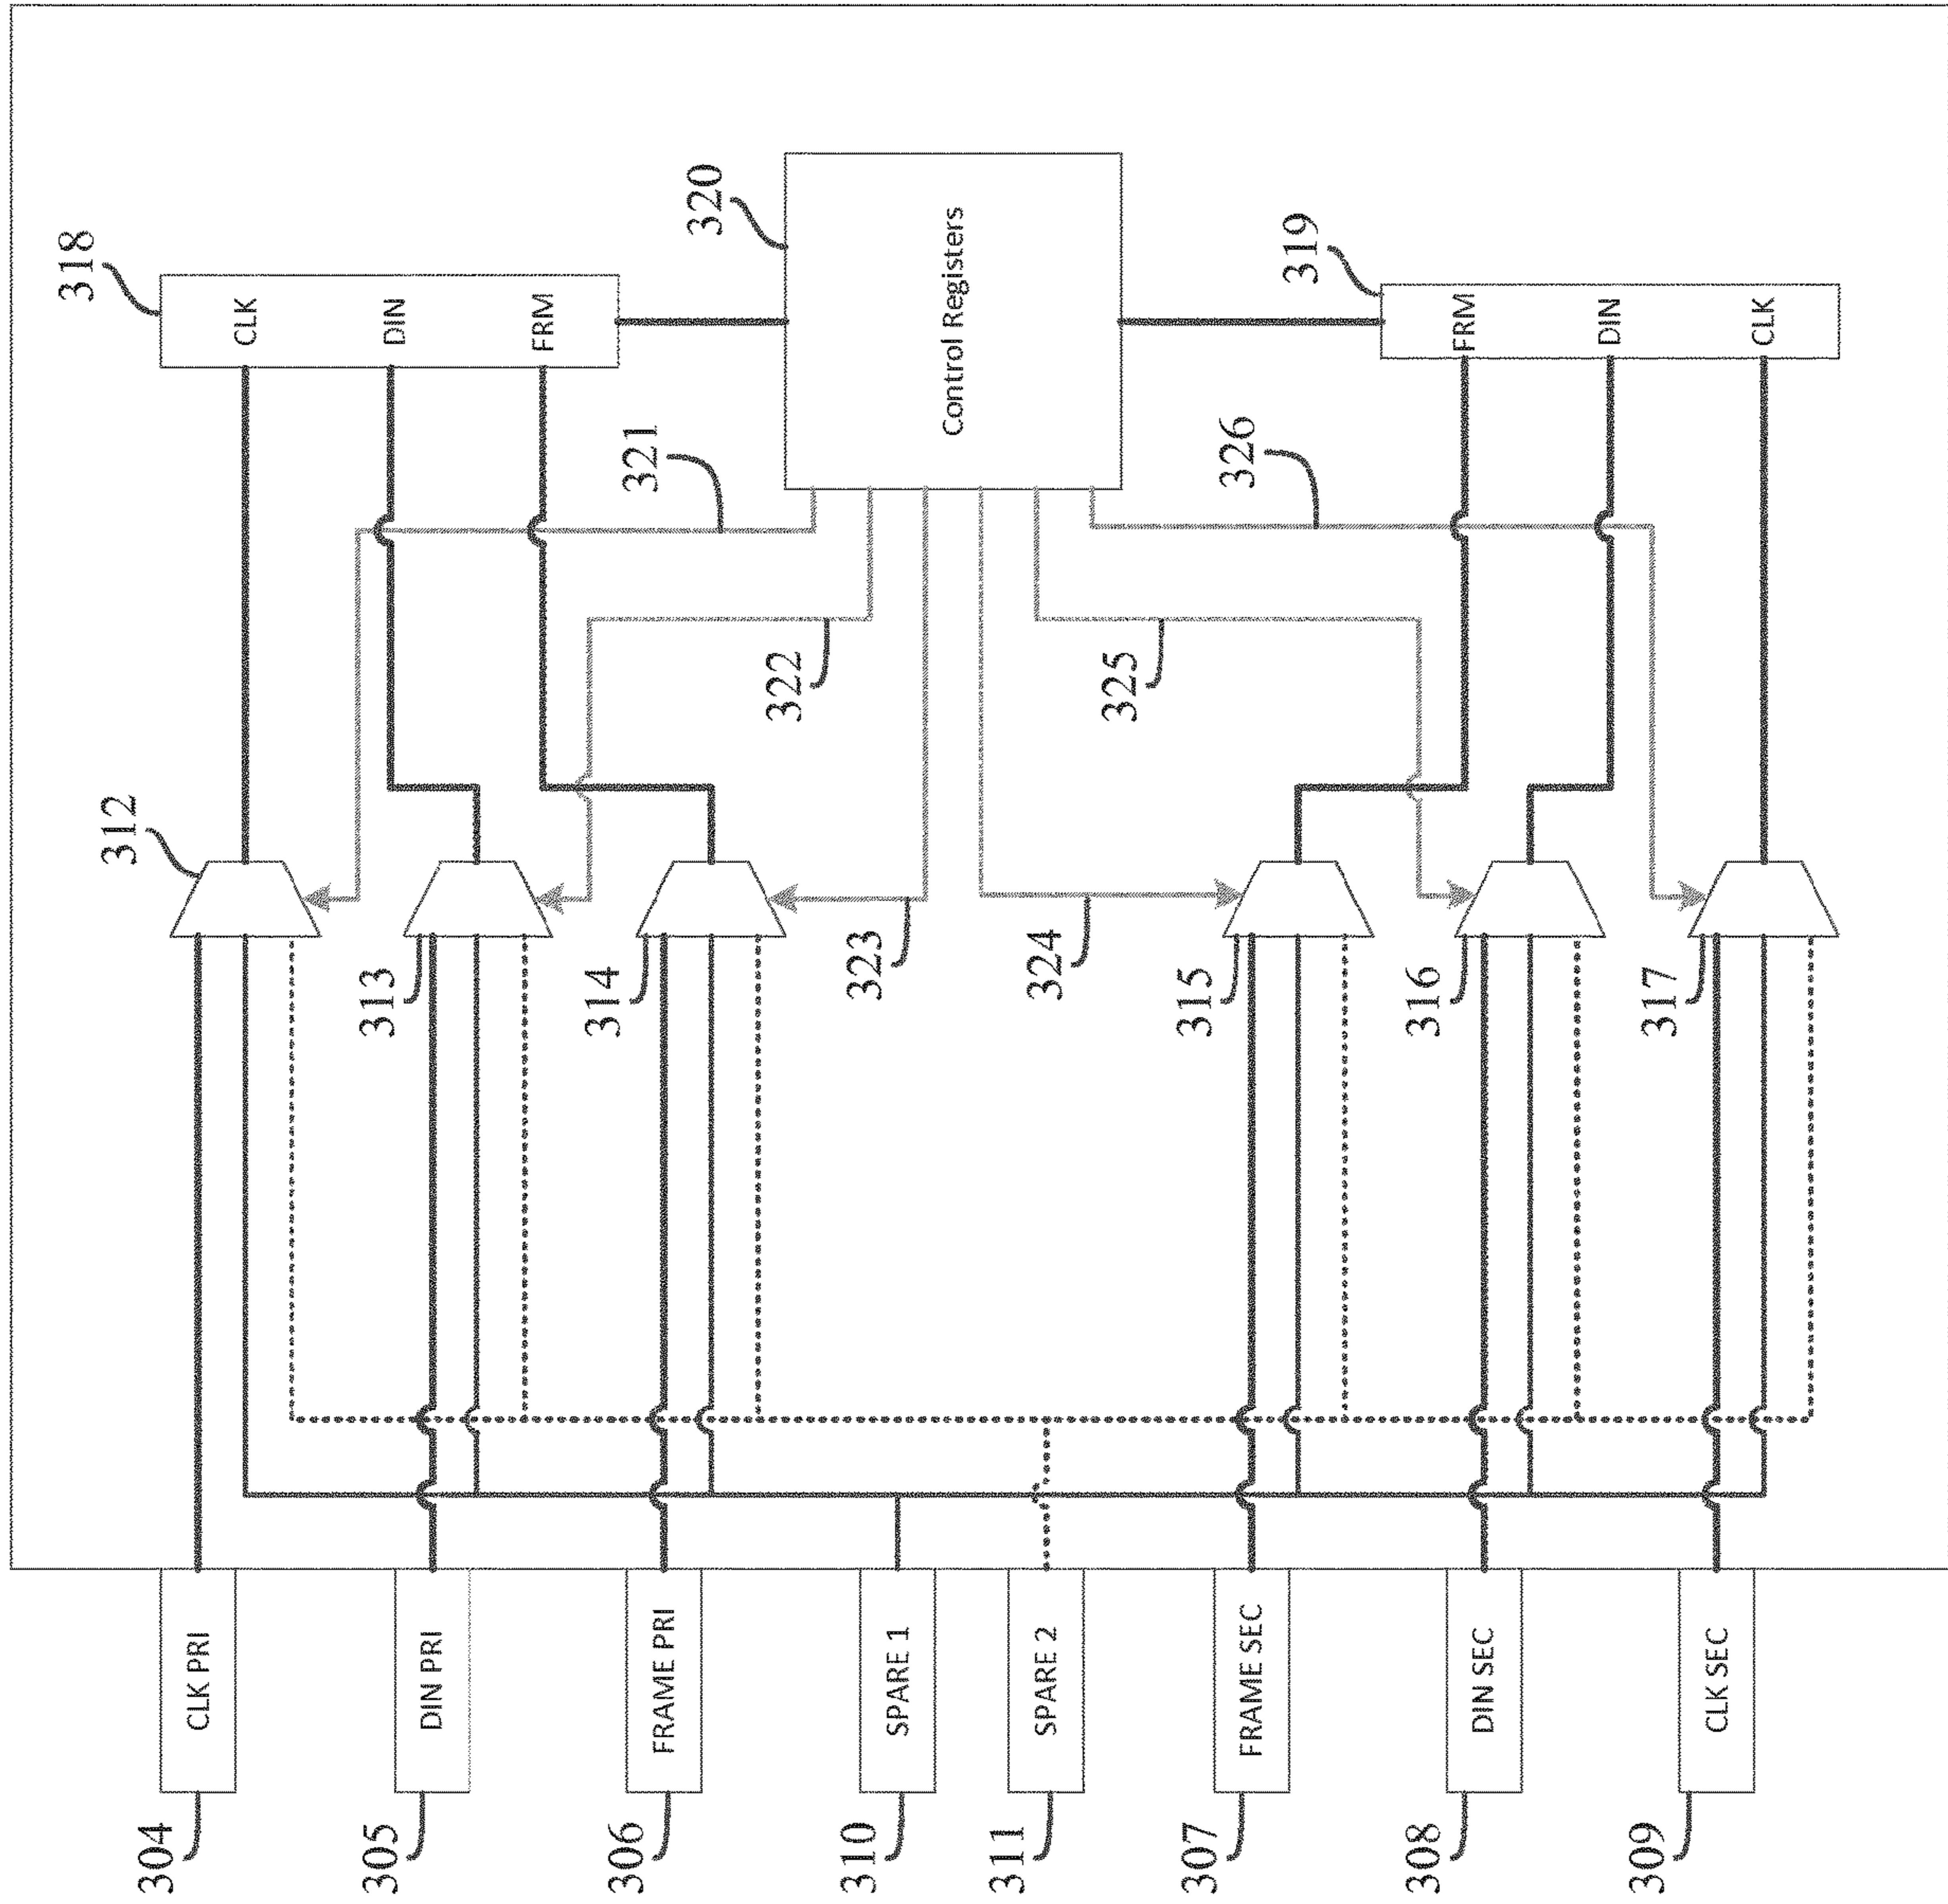 304
CLK PRI
305
DIN PRI
306
FRAME PRI
310
SPARE 1
311
SPARE 2
307
FRAME SEC
308
DIN SEC
309
CLK SEC
312
313
314
315
316
317
321
322
323
324
325
326
318
CLK
DIN
FRM
320
Control Registers
319
FRM
DIN
CLK